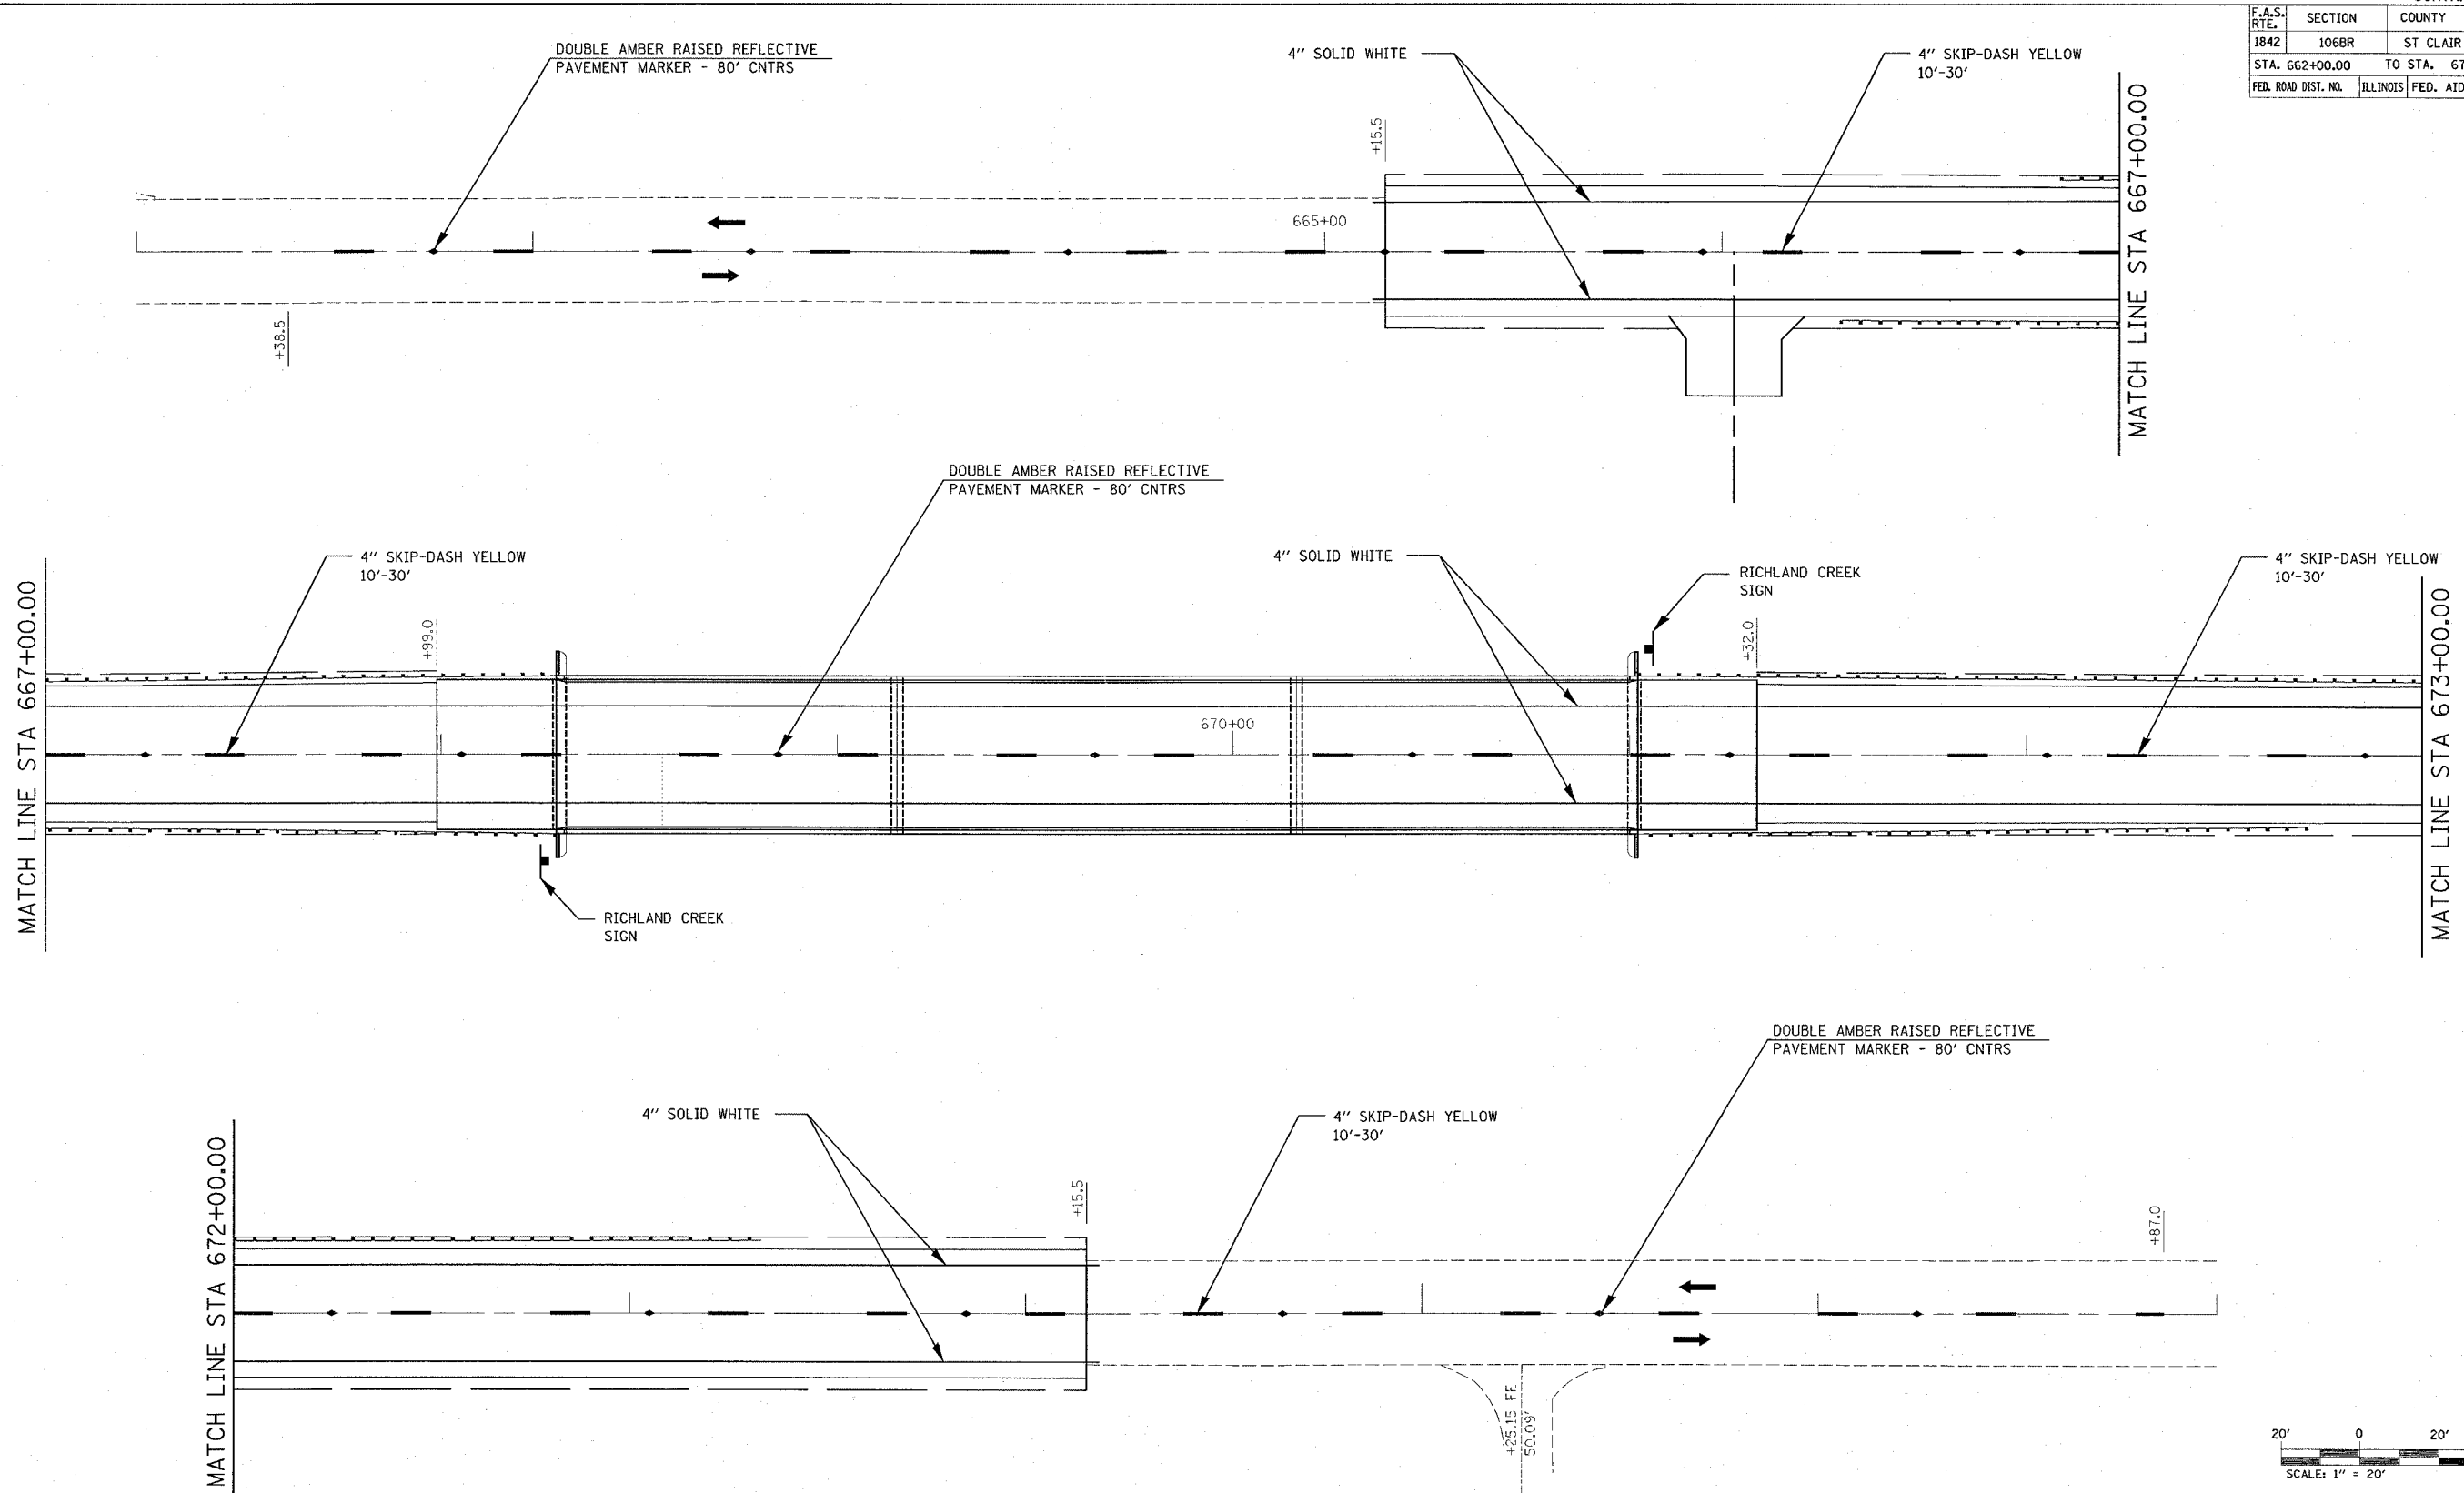 F.A.S. RTE. SECTION COUNTY
1842 106BR ST CLAIR
STA. 662+00.00 TO STA. 67
FED. ROAD DIST. NO. ILLINOIS FED. AID
DOUBLE AMBER RAISED REFLECTIVE
PAVEMENT MARKER - 80' CNTRS
4" SOLID WHITE
4" SKIP-DASH YELLOW
10'-30'
+15.5
665+00
+38.5
MATCH LINE STA 667+00.00
DOUBLE AMBER RAISED REFLECTIVE
PAVEMENT MARKER - 80' CNTRS
4" SKIP-DASH YELLOW
10'-30'
4" SOLID WHITE
RICHLAND CREEK
SIGN
4" SKIP-DASH YELLOW
10'-30'
MATCH LINE STA 667+00.00
+99.0
670+00
+32.0
MATCH LINE STA 673+00.00
RICHLAND CREEK
SIGN
DOUBLE AMBER RAISED REFLECTIVE
PAVEMENT MARKER - 80' CNTRS
4" SOLID WHITE
4" SKIP-DASH YELLOW
10'-30'
MATCH LINE STA 672+00.00
+15.5
+87.0
+25.15 FE
50.09'
20' 0 20'
SCALE: 1" = 20'